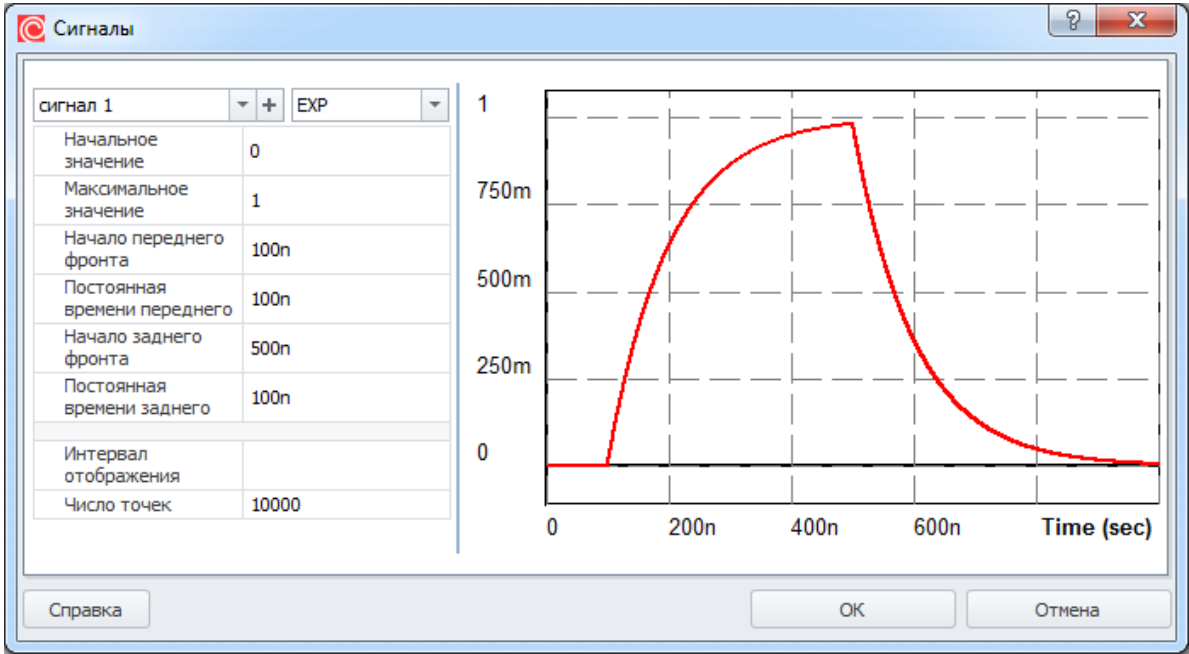 Сигналы
?
X
сигнал 1
+
EXP
Начальное
значение
0
Максимальное
значение
1
Начало переднего
фронта
100n
Постоянная
времени переднего
100n
Начало заднего
фронта
500n
Постоянная
времени заднего
100n
Интервал
отображения
Число точек
10000
1
750m
500m
250m
0
0 200n 400n 600n Time (sec)
Справка
OK
Отмена